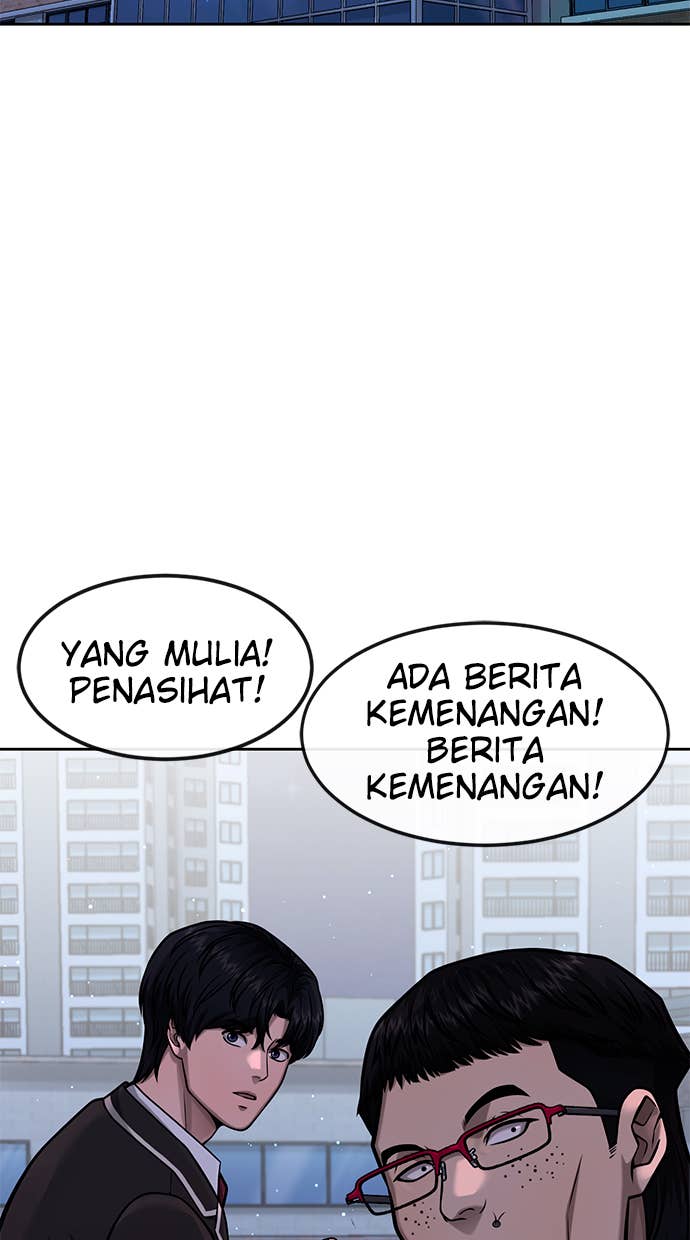 YANG MULIA!
PENASIHAT!
ADA BERITA
KEMENANGAN!
BERITA
KEMENANGAN!